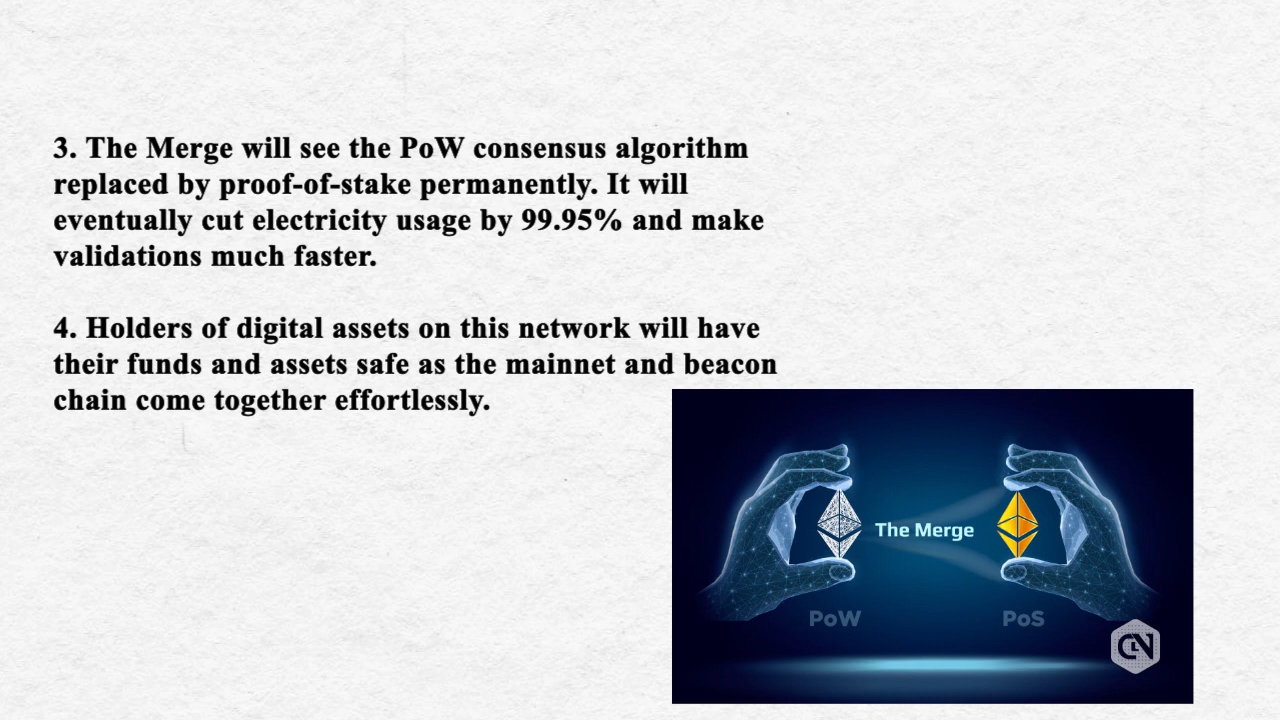 3. The Merge will see the PoW consensus algorithm
replaced by proof-of-stake permanently. It will
eventually cut electricity usage by 99.95% and make
validations much faster.
4. Holders of digital assets on this network will have
their funds and assets safe as the mainnet and beacon
chain come together effortlessly.
The Merge
PoW
PoS
CN